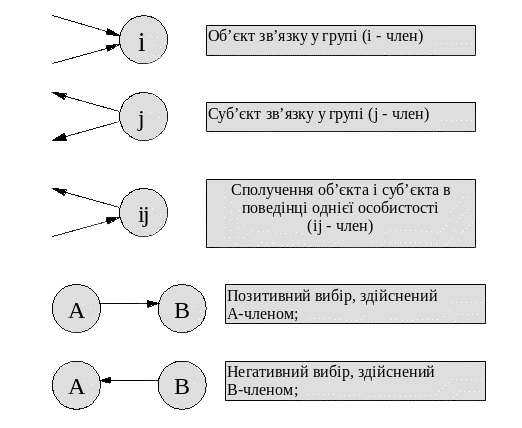 i
Об’єкт зв’язку у групі (i - член)
j
Суб’єкт зв’язку у групі (j - член)
ij
Сполучення об’єкта і суб’єкта в
поведінці однієї особистості
(ij - член)
A B
Позитивний вибір, здійснений
А-членом;
A B
Негативний вибір, здійснений
В-членом;